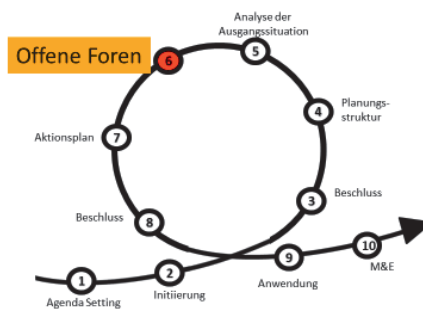 Analyse der
Ausgangssituation
Offene Foren
6
5
4
Planungs-
struktur
Aktionsplan
7
3
Beschluss
Beschluss
8
10
9
M&E
1
2
Anwendung
Agenda Setting
Initiierung